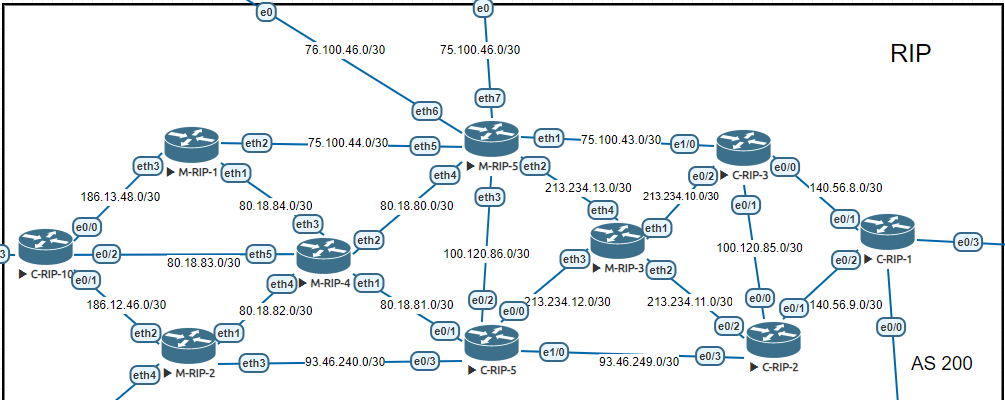 e0
e0
76.100.46.0/30
75.100.46.0/30
RIP
eth7
eth6
eth2
75.100.44.0/30
eth5
M-RIP-5
eth1
75.100.43.0/30
e1/0
M-RIP-1
C-RIP-3
e0/0
eth3
eth1
eth4
eth2
e0/2
186.13.48.0/30
80.18.84.0/30
80.18.80.0/30
eth3
213.234.13.0/30
213.234.10.0/30
140.56.8.0/30
e0/1
eth4
e0/1
e0/0
eth3
eth2
eth1
3
e0/2
80.18.83.0/30
eth5
100.120.86.0/30
M-RIP-3
100.120.85.0/30
C-RIP-1
e0/3
C-RIP-10
M-RIP-4
eth3
eth2
e0/2
e0/1
eth4
eth1
186.12.46.0/30
80.18.82.0/30
80.18.81.0/30
e0/2
e0/0
213.234.12.0/30
213.234.11.0/30
e0/0
e0/1
140.56.9.0/30
eth2
eth1
e0/1
e0/2
e0/0
M-RIP-2
eth3
93.46.240.0/30
e0/3
C-RIP-5
e1/0
93.46.249.0/30
e0/3
C-RIP-2
eth4
AS 200